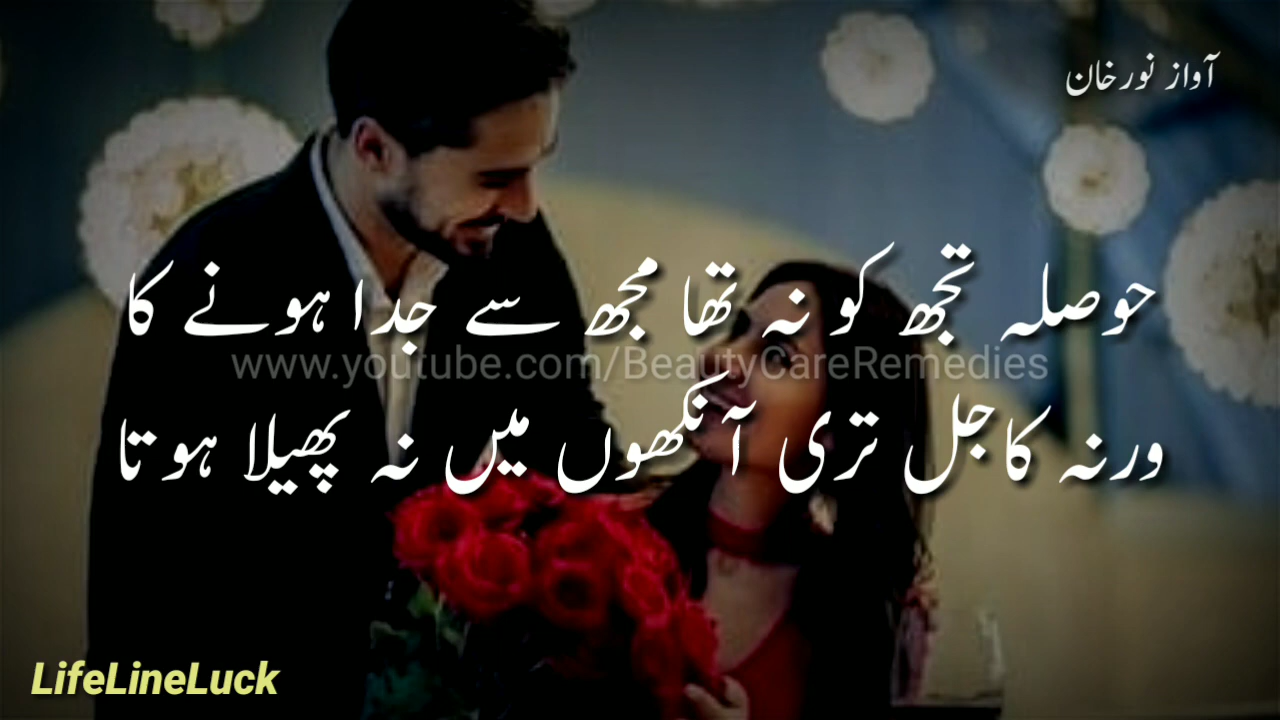 آواز نور خان
حوصلہ تجھ کو نہ تھا مجھ سے جدا ہونے کا
www.youtube.com/BeautyCareRemedies
ورنہ کاجل تری آنکھوں میں نہ پھیلا ہوتا
LifeLineLuck